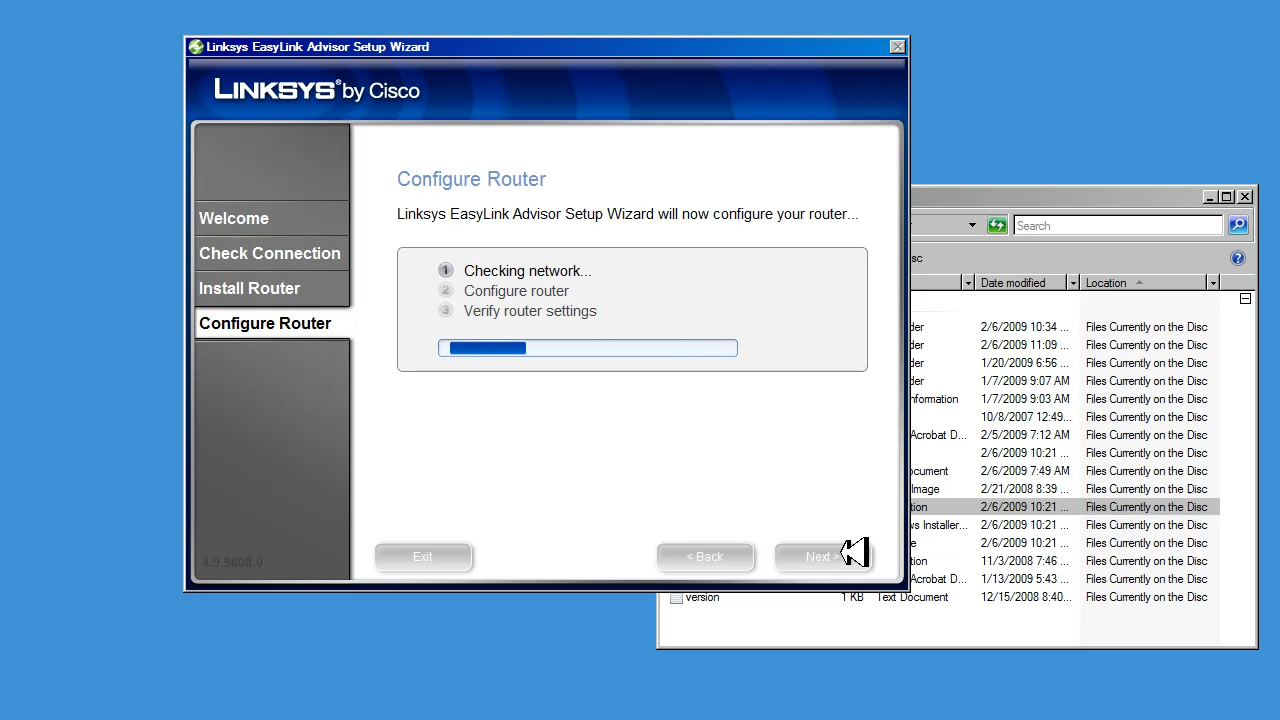 Linksys EasyLink Advisor Setup Wizard
LINKSYS® by Cisco
Welcome
Check Connection
Install Router
Configure Router
4.9.9008.0
Configure Router
Linksys EasyLink Advisor Setup Wizard will now configure your router...
1 Checking network...
2 Configure router
3 Verify router settings
Exit
< Back
Next >
Search
sc
Date modified Location
der 2/6/2009 10:34 ... Files Currently on the Disc
der 2/6/2009 11:09 ... Files Currently on the Disc
der 1/20/2009 6:56 ... Files Currently on the Disc
der 1/7/2009 9:07 AM Files Currently on the Disc
nformation 1/7/2009 9:03 AM Files Currently on the Disc
10/8/2007 12:49... Files Currently on the Disc
Acrobat D... 2/5/2009 7:12 AM Files Currently on the Disc
2/6/2009 10:21 ... Files Currently on the Disc
ocument 2/6/2009 7:49 AM Files Currently on the Disc
Image 2/21/2008 8:39 ... Files Currently on the Disc
tion 2/6/2009 10:21 ... Files Currently on the Disc
ws Installer... 2/6/2009 10:21 ... Files Currently on the Disc
e 2/6/2009 10:21 ... Files Currently on the Disc
tion 11/3/2008 7:46 ... Files Currently on the Disc
Acrobat D... 1/13/2009 5:43 ... Files Currently on the Disc
version 1 KB Text Document 12/15/2008 8:40... Files Currently on the Disc